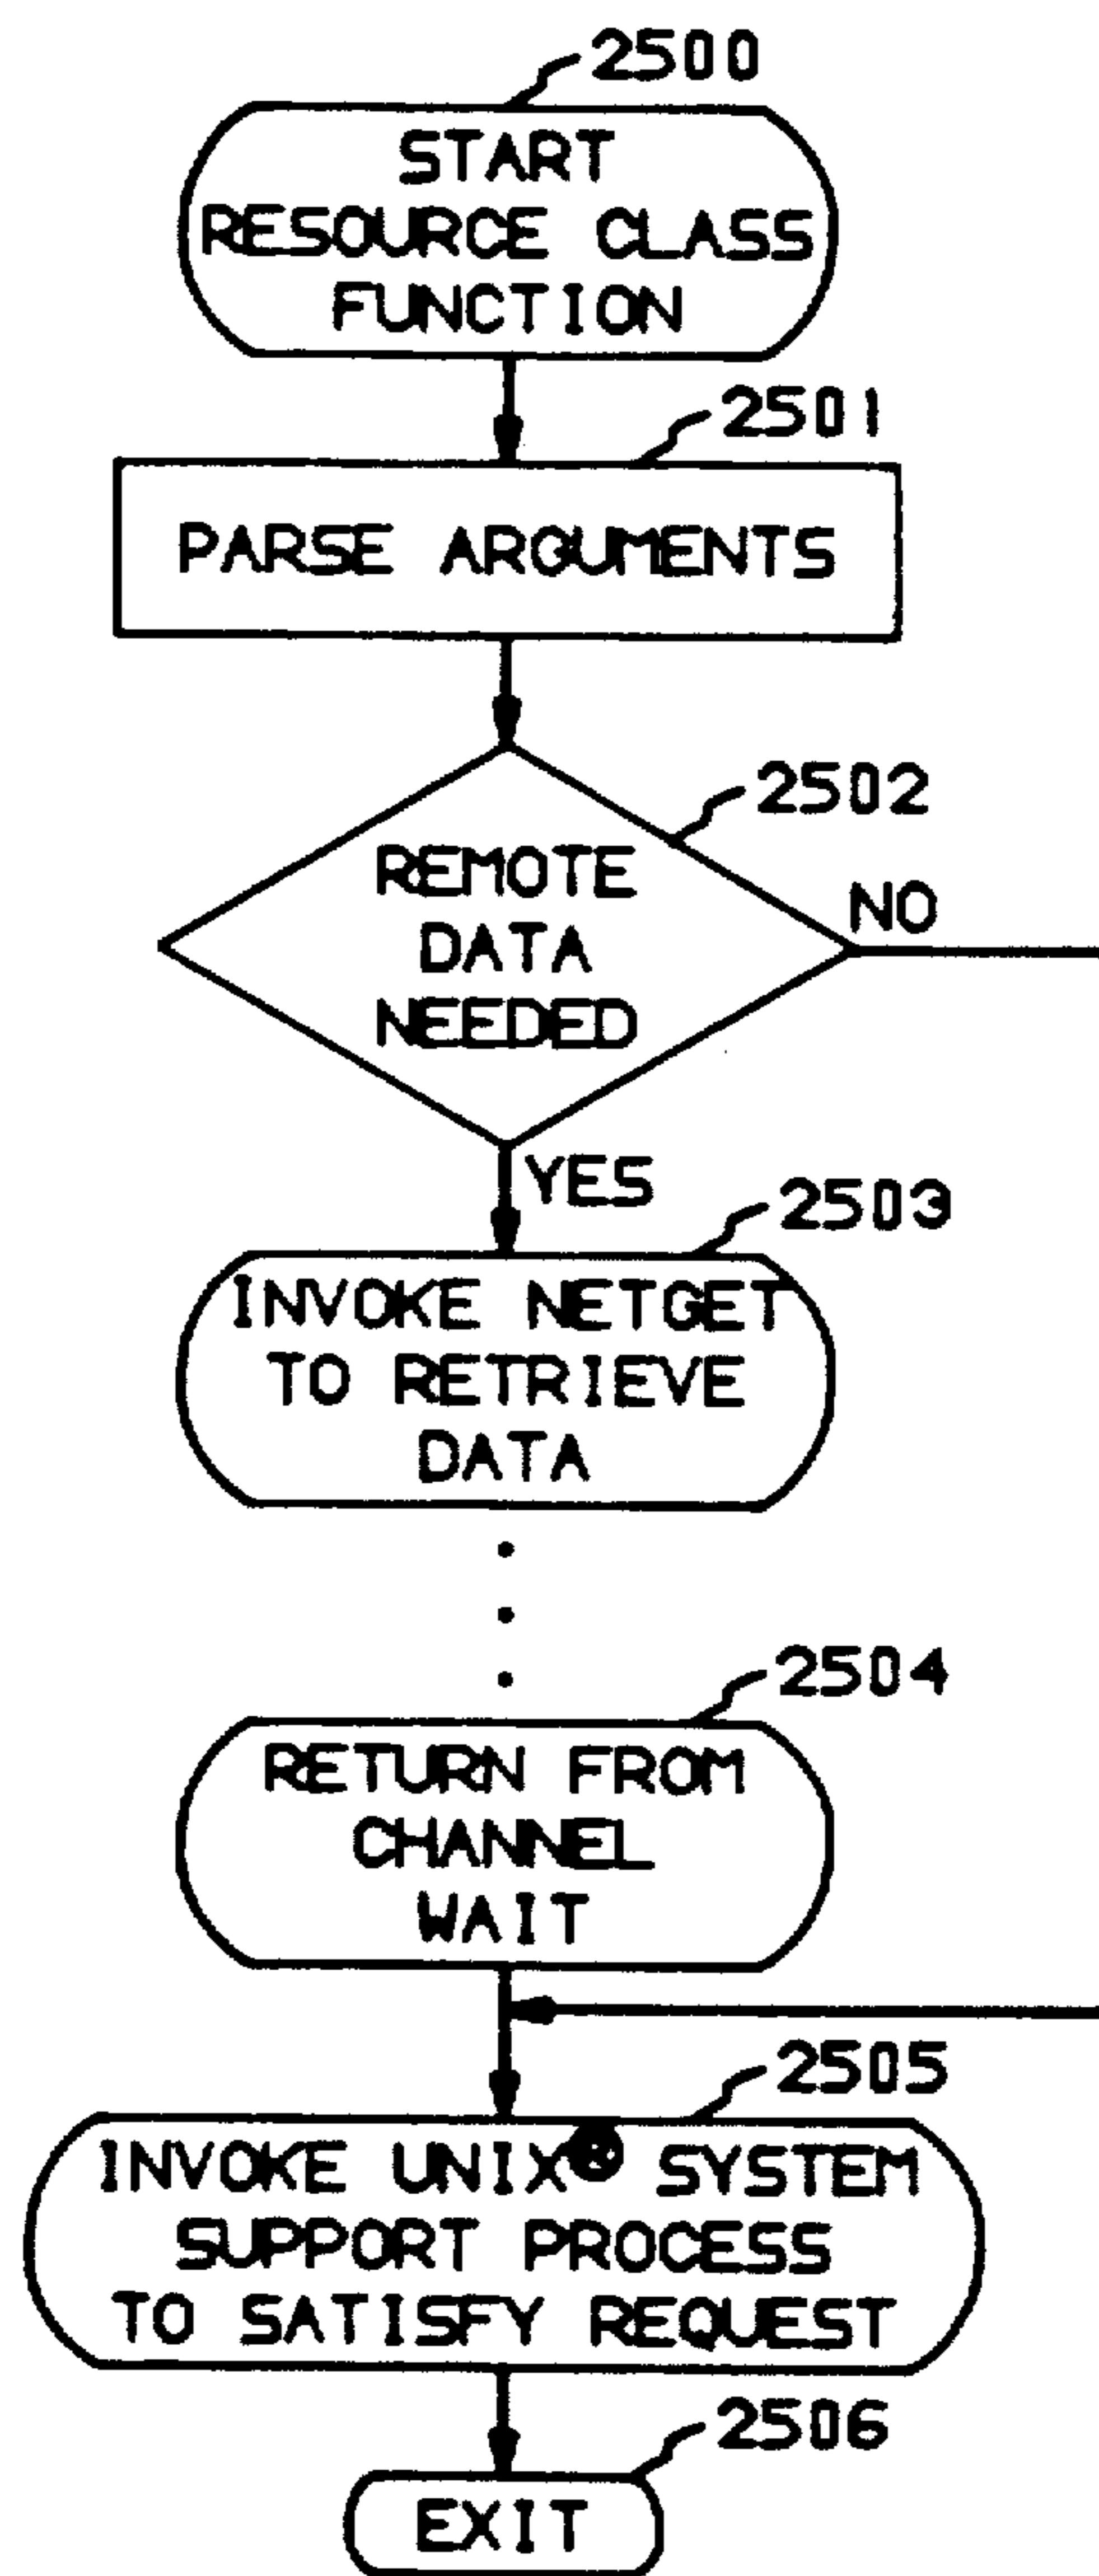 2500
START
RESOURCE CLASS
FUNCTION
2501
PARSE ARGUMENTS
2502
REMOTE
DATA
NEEDED
NO
YES
2503
INVOKE NETGET
TO RETRIEVE
DATA
2504
RETURN FROM
CHANNEL
WAIT
2505
INVOKE UNIX® SYSTEM
SUPPORT PROCESS
TO SATISFY REQUEST
2506
EXIT